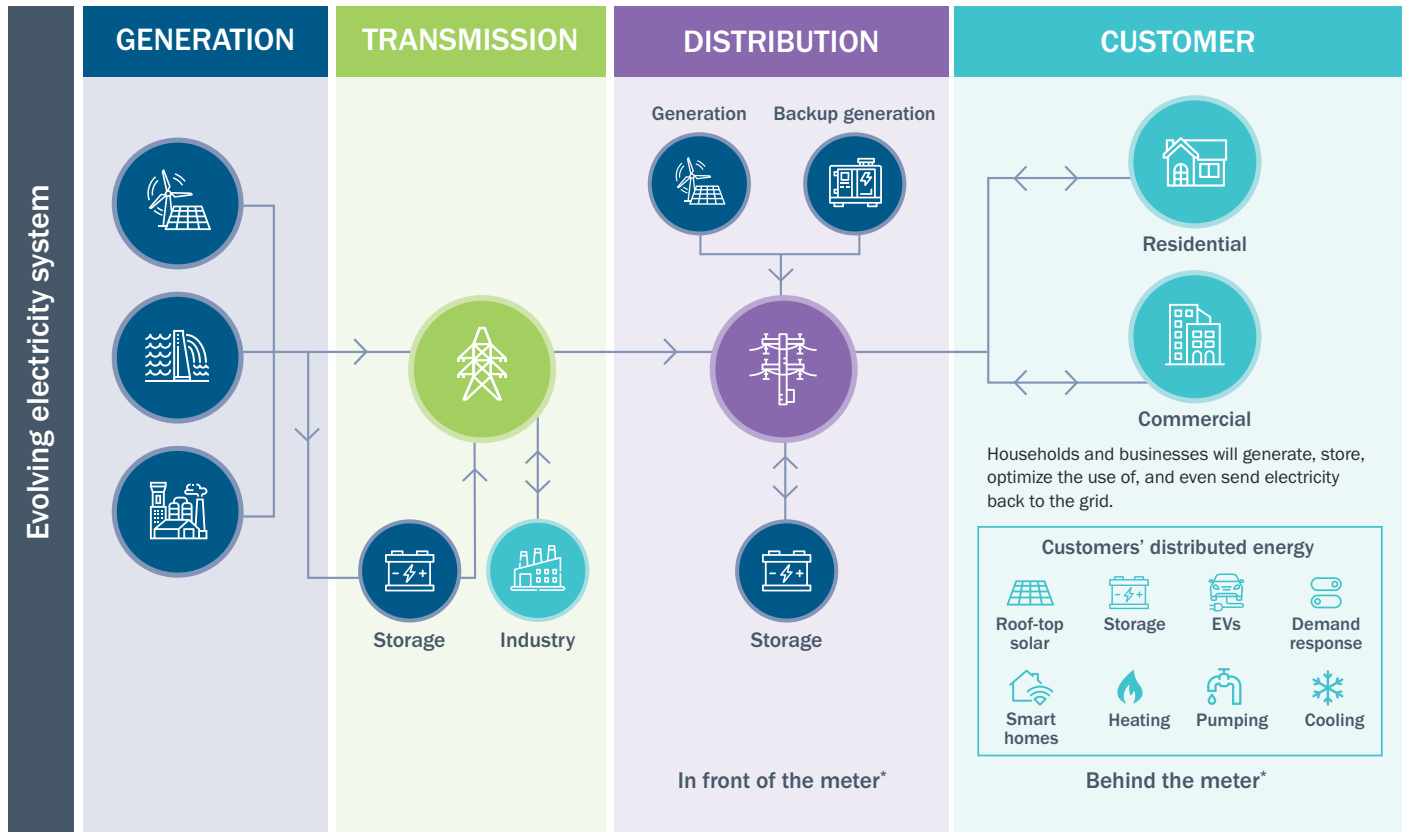 Evolving electricity system
GENERATION
TRANSMISSION
DISTRIBUTION
CUSTOMER
Generation
Backup generation
Residential
Commercial
Households and businesses will generate, store,
optimize the use of, and even send electricity
back to the grid.
Storage
Industry
Storage
Customers’ distributed energy
Roof-top
solar
Storage
EVs
Demand
response
Smart
homes
Heating
Pumping
Cooling
In front of the meter*
Behind the meter*